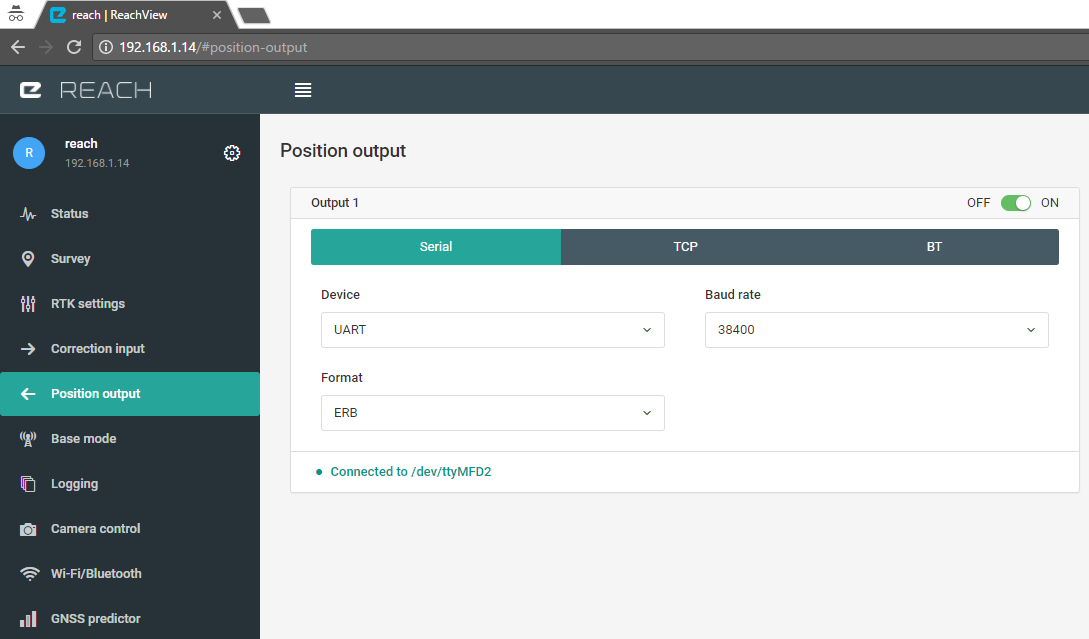 reach | ReachView
192.168.1.14/#position-output
REACH
R
reach
192.168.1.14
Status
Survey
RTK settings
Correction input
Position output
Base mode
Logging
Camera control
Wi-Fi/Bluetooth
GNSS predictor
Position output
Output 1
OFF ON
Serial TCP BT
Device Baud rate
UART 38400
Format
ERB
Connected to /dev/ttyMFD2